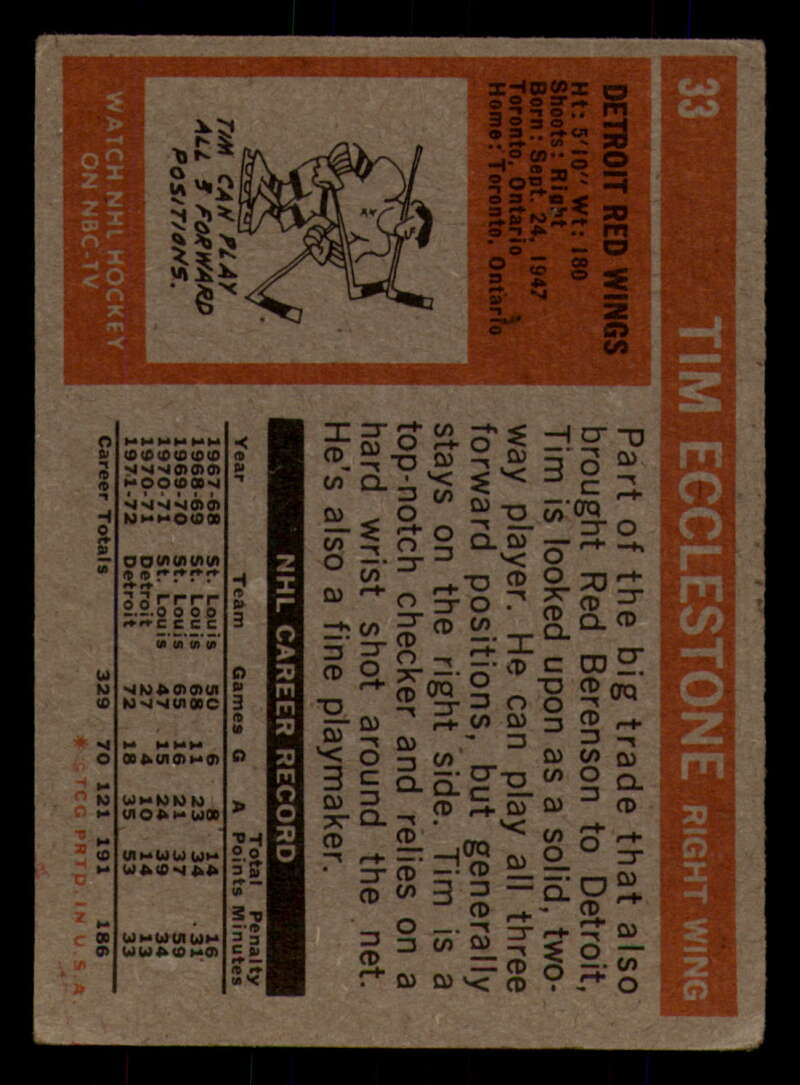 33 TIM ECCLESTONE RIGHT WING
DETROIT RED WINGS
Ht: 5'10" Wt: 180
Shoots: Right
Born: Sept. 24, 1947
Toronto, Ontario
Home: Toronto, Ontario
TIM CAN PLAY
ALL 3 FORWARD
POSITIONS.
WATCH NHL HOCKEY
ON NBC-TV
Part of the big trade that also
brought Red Berenson to Detroit,
Tim is looked upon as a solid, two-
way player. He can play all three
forward positions, but generally
stays on the right side. Tim is a
top-notch checker and relies on a
hard wrist shot around the net.
He's also a fine playmaker.
NHL CAREER RECORD
Total Penalty
Year Team Games G A Points Minutes
1967-68 St. Louis 50 6 8 14 16
1968-69 St. Louis 68 11 23 34 31
1969-70 St. Louis 65 16 21 37 59
1970-71 St. Louis 47 15 24 39 34
1970-71 Detroit 27 4 10 14 13
1971-72 Detroit 72 18 35 53 33
Career Totals 329 70 121 191 186
* ©TCG PRTD. IN U.S.A.